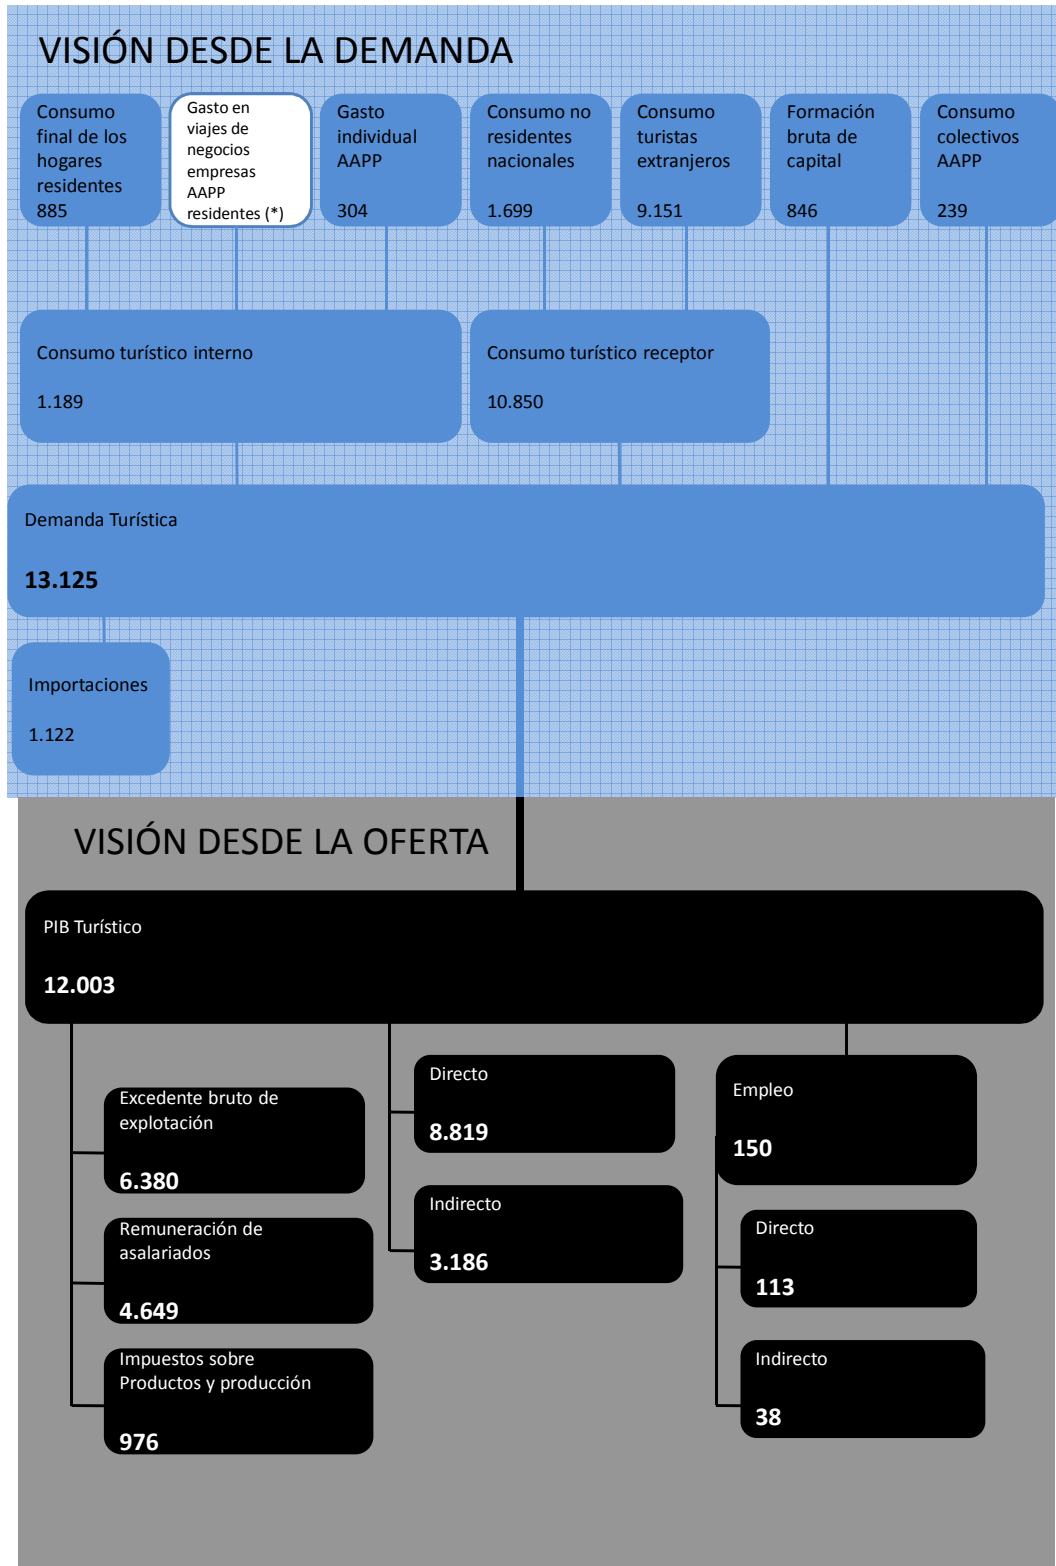 VISIÓN DESDE LA DEMANDA
Consumo
final de los
hogares
residentes
885
Gasto en
viajes de
negocios
empresas
AAPP
residentes (*)
Gasto
individual
AAPP
304
Consumo no
residentes
nacionales
1.699
Consumo
turistas
extranjeros
9.151
Formación
bruta de
capital
846
Consumo
colectivos
AAPP
239
Consumo turístico interno
1.189
Consumo turístico receptor
10.850
Demanda Turística
13.125
Importaciones
1.122
VISIÓN DESDE LA OFERTA
PIB Turístico
12.003
Excedente bruto de
explotación
6.380
Remuneración de
asalariados
4.649
Impuestos sobre
Productos y producción
976
Directo
8.819
Indirecto
3.186
Empleo
150
Directo
113
Indirecto
38